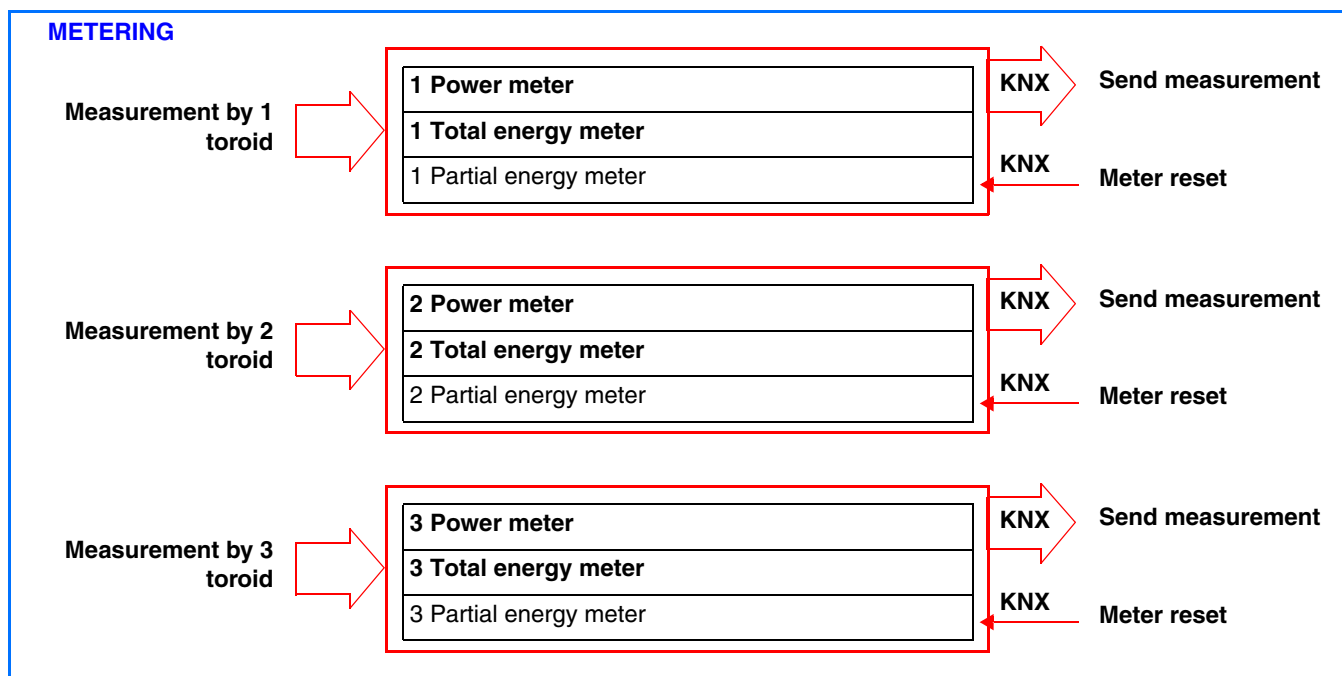 METERING
Measurement by 1
toroid
1 Power meter
1 Total energy meter
1 Partial energy meter
KNX
Send measurement
KNX
Meter reset
Measurement by 2
toroid
2 Power meter
2 Total energy meter
2 Partial energy meter
KNX
Send measurement
KNX
Meter reset
Measurement by 3
toroid
3 Power meter
3 Total energy meter
3 Partial energy meter
KNX
Send measurement
KNX
Meter reset